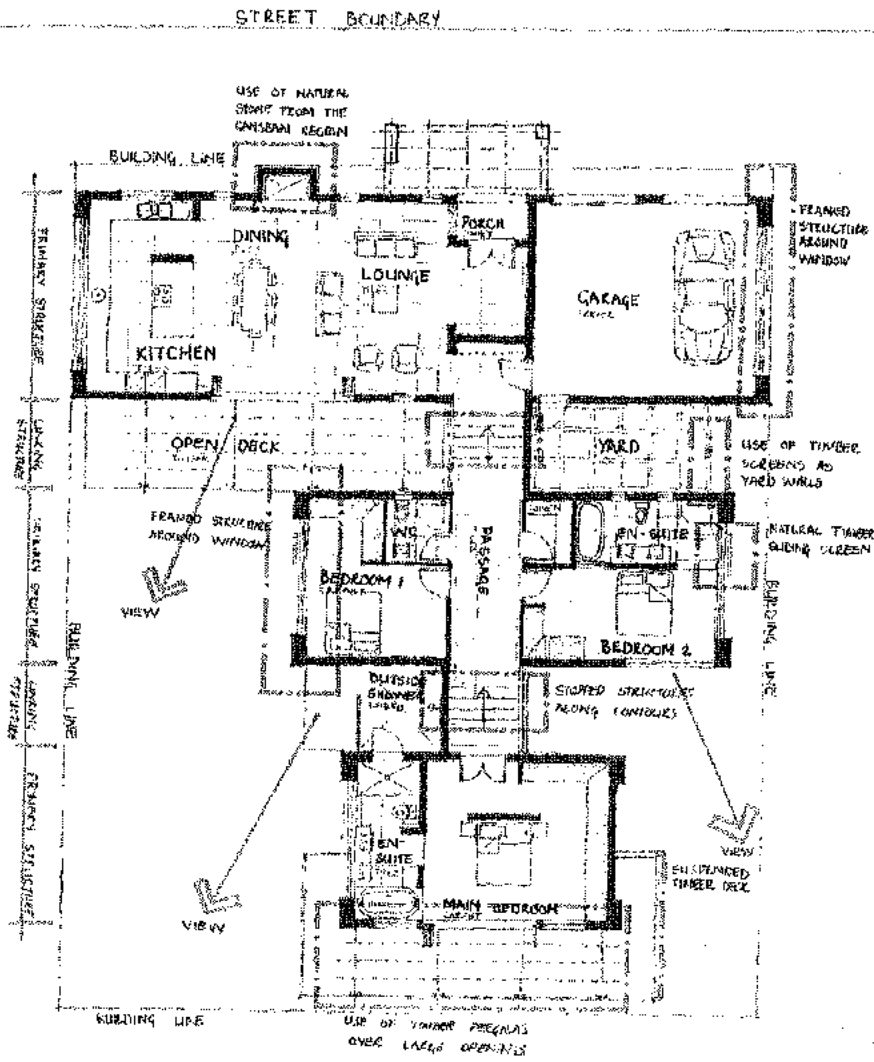 STREET BOUNDARY
USE OF NATURAL
STONE FROM THE
GANSBAAI REGION
BUILDING LINE
FRAMED
STRUCTURE
AROUND
WINDOW
PORCH
DINING
LOUNGE
GARAGE
KITCHEN
PRIMARY STRUCTURE
LINKING
STRUCTURE
OPEN DECK
YARD
USE OF TIMBER
SCREENS AS
YARD WALLS
FRAMED STRUCTURE
AROUND WINDOW
WC
PASSAGE
EN-SUITE
NATURAL TIMBER
SLIDING SCREEN
VIEW
BEDROOM 1
BEDROOM 2
BUILDING LINE
BUILDING LINE
OUTSIDE
SHOWER
STEPPED STRUCTURES
ALONG CONTOURS
LINKING
STRUCTURE
PRIMARY STRUCTURE
EN-
SUITE
MAIN BEDROOM
VIEW
VIEW
TIMBER DECK
BUILDING LINE
USE OF TIMBER PERGOLAS
OVER LARGE OPENINGS